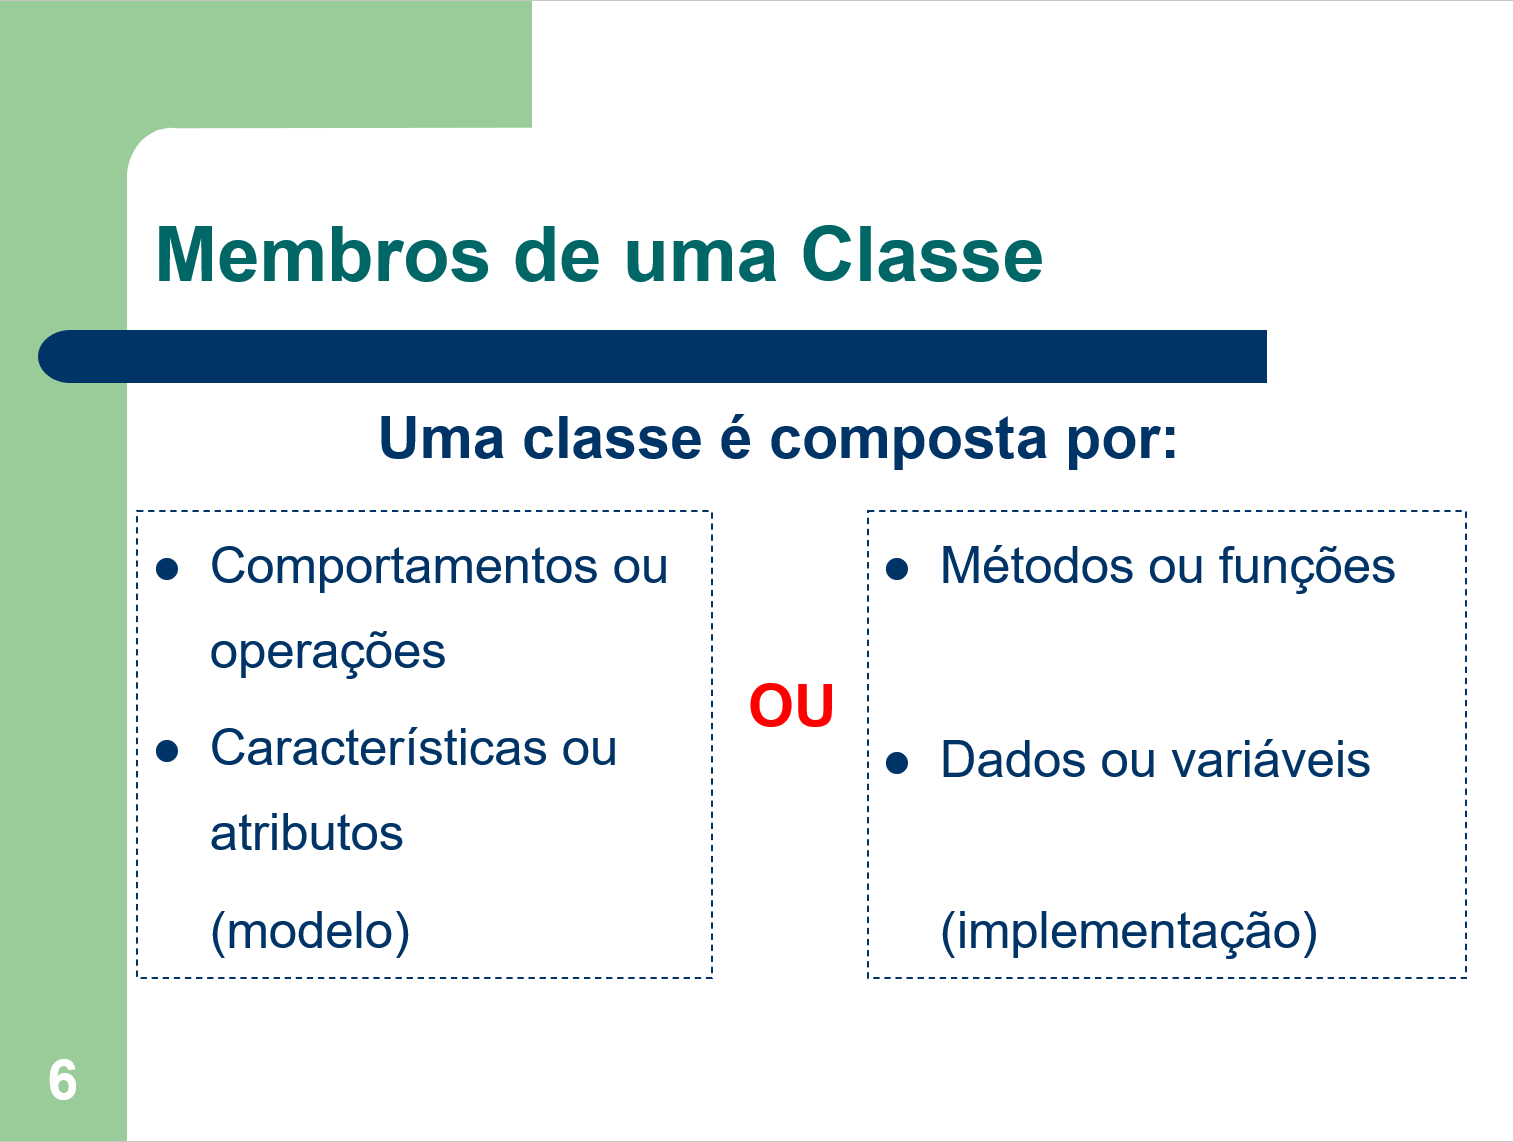 Membros de uma Classe
Uma classe é composta por:
● Comportamentos ou
operações
● Características ou
atributos
(modelo)
OU
● Métodos ou funções
● Dados ou variáveis
(implementação)
6